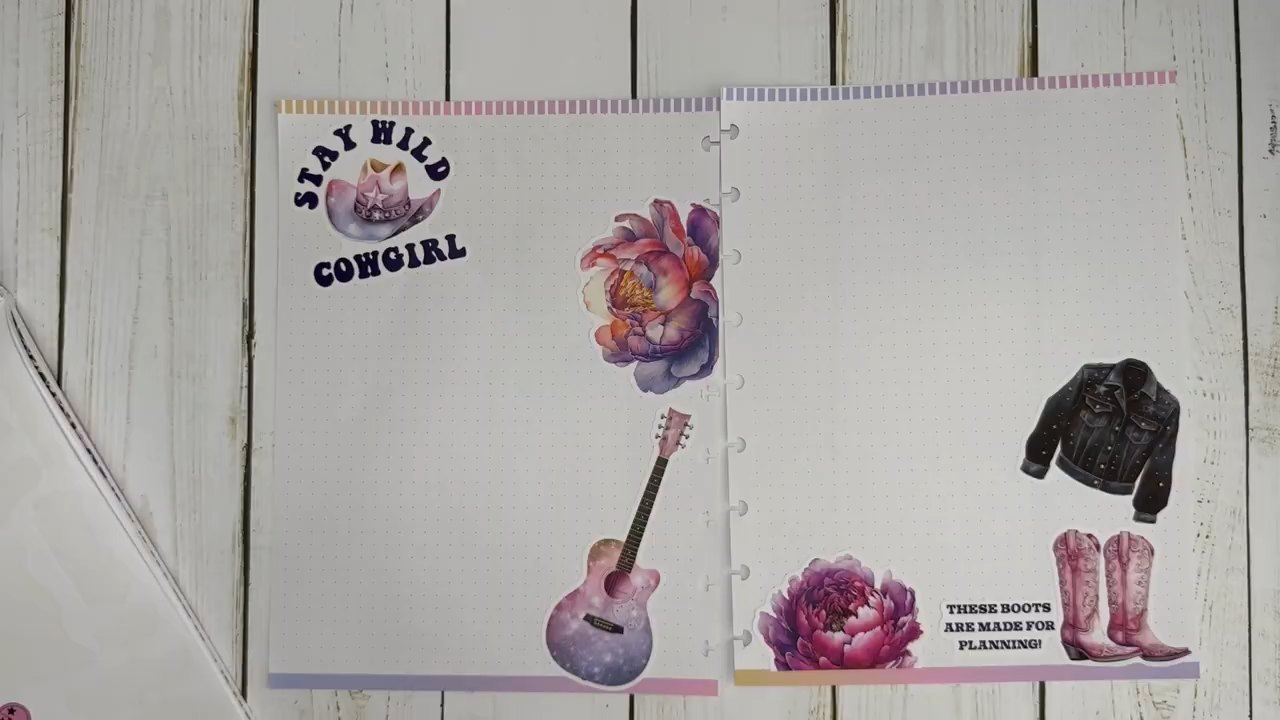 STAY WILD
COWGIRL
THESE BOOTS
ARE MADE FOR
PLANNING!